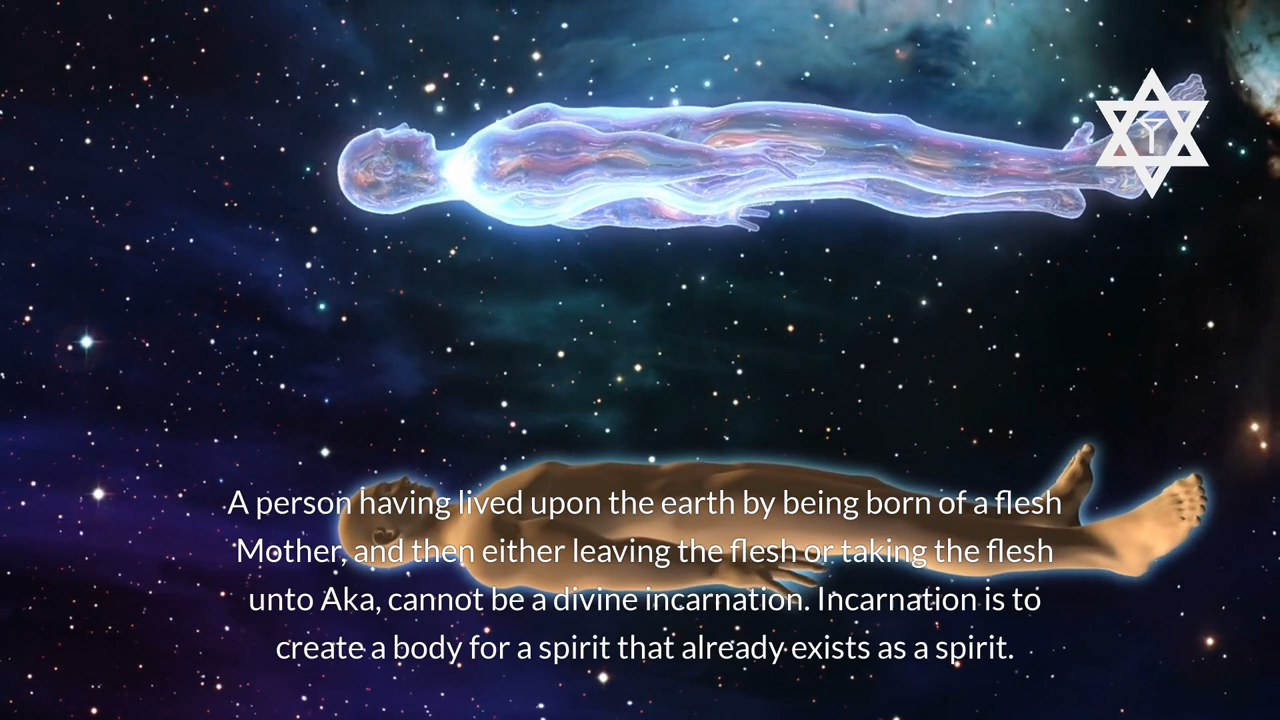 A person having lived upon the earth by being born of a flesh
Mother, and then either leaving the flesh or taking the flesh
unto Aka, cannot be a divine incarnation. Incarnation is to
create a body for a spirit that already exists as a spirit.